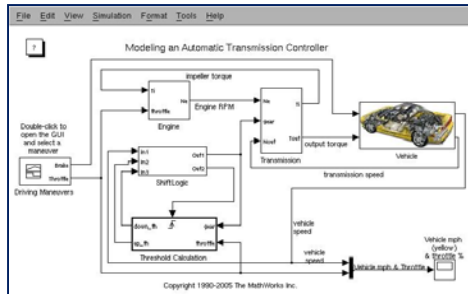 File Edit View Simulation Format Tools Help
?
Modeling an Automatic Transmission Controller
impeller torque
Ti
Ne
throttle
Engine
Engine RPM
Ne
gear
Nout
Ti
Tout
Transmission
output torque
Vehicle
transmission speed
Double-click to
open the GUI
and select a
maneuver
Brake
Throttle
Driving Maneuvers
In1
In2
In3
Out1
Out2
ShiftLogic
down_th
up_th
gear
throttle
Threshold Calculation
vehicle
speed
vehicle
speed
Vehicle mph & Throttle
Vehicle mph
(yellow)
& throttle %
Copyright 1990-2005 The MathWorks Inc.